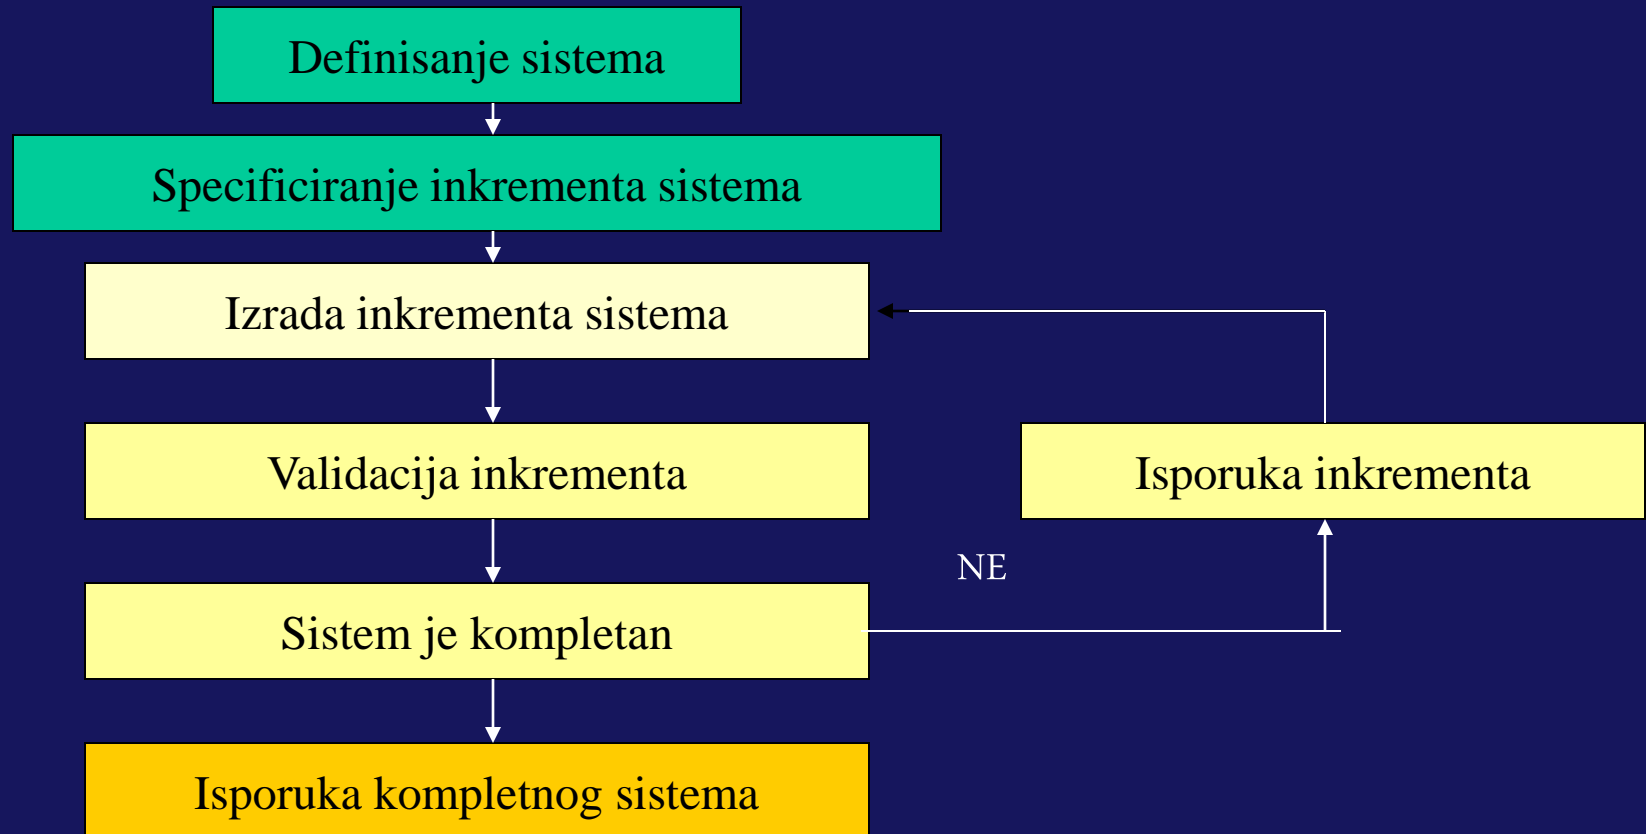 Definisanje sistema
Specificiranje inkrementa sistema
Izrada inkrementa sistema
Validacija inkrementa
Isporuka inkrementa
NE
Sistem je kompletan
Isporuka kompletnog sistema